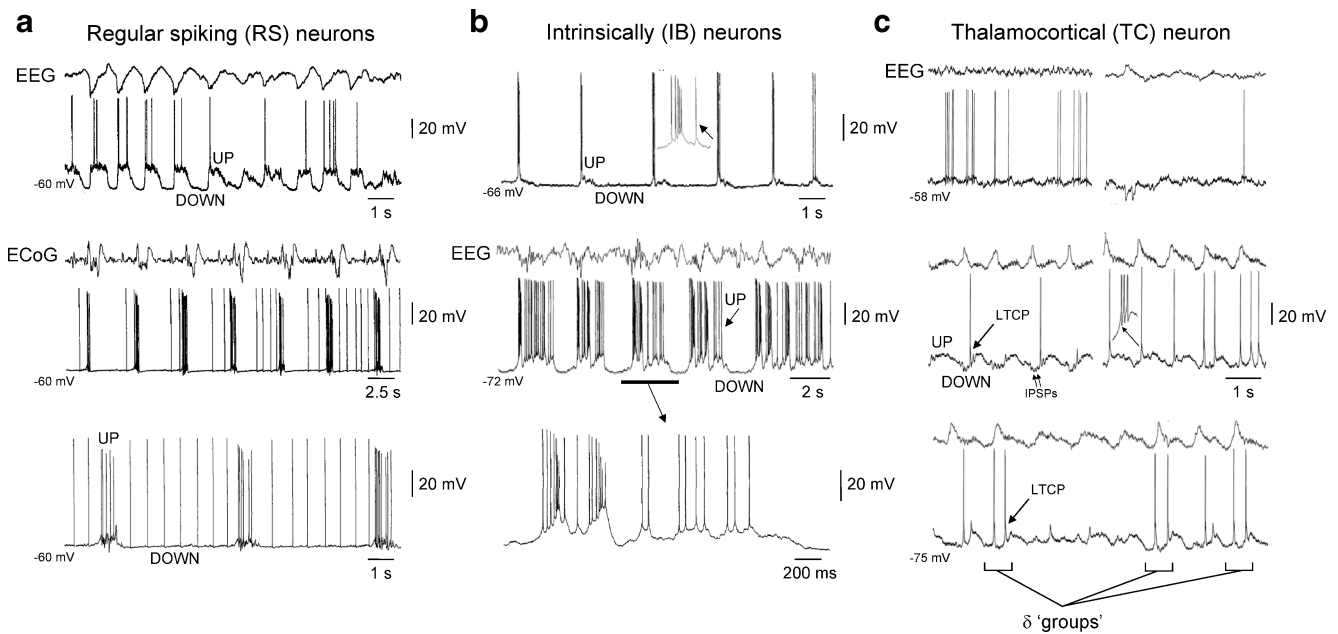 a
Regular spiking (RS) neurons
EEG
20 mV
UP
-60 mV
DOWN
1 s
ECoG
20 mV
-60 mV
2.5 s
UP
20 mV
-60 mV
DOWN
1 s
b
Intrinsically (IB) neurons
20 mV
UP
-66 mV
DOWN
1 s
EEG
UP
20 mV
-72 mV
DOWN
2 s
20 mV
200 ms
c
Thalamocortical (TC) neuron
EEG
-58 mV
20 mV
LTCP
UP
DOWN
IPSPs
1 s
LTCP
-75 mV
δ ‘groups’